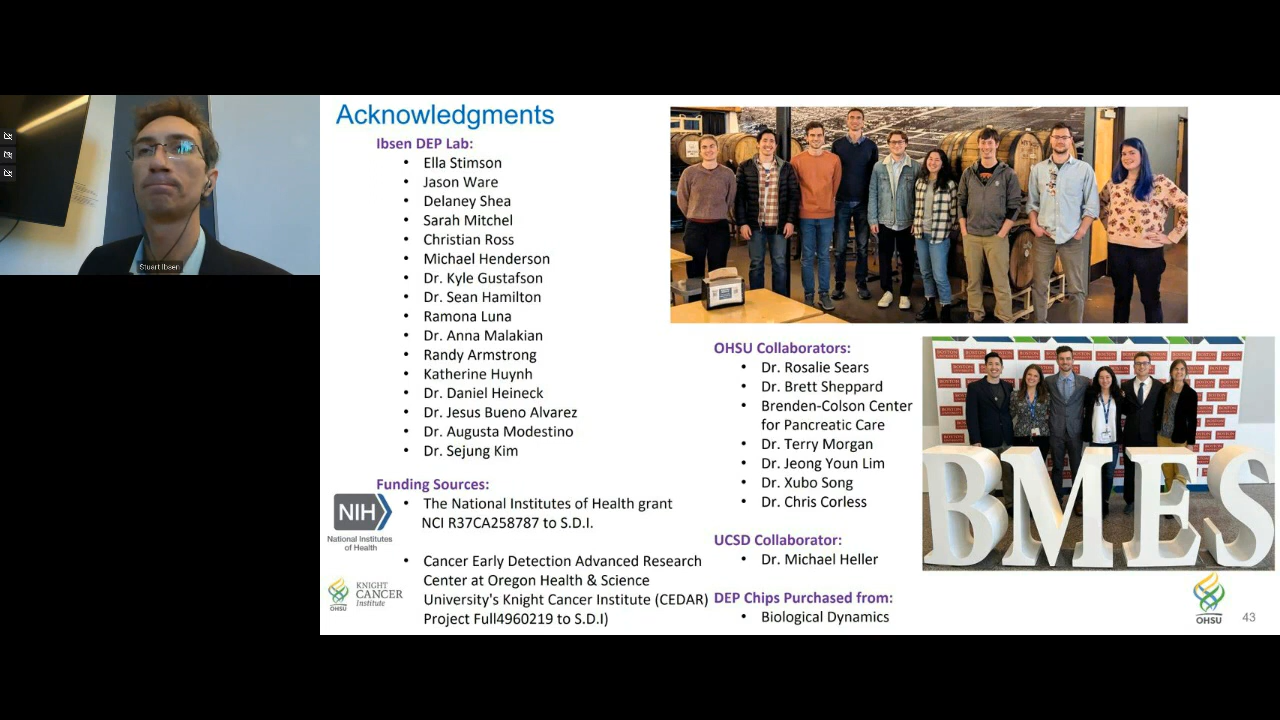 Acknowledgments
Ibsen DEP Lab:
• Ella Stimson
• Jason Ware
• Delaney Shea
• Sarah Mitchel
• Christian Ross
• Michael Henderson
• Dr. Kyle Gustafson
• Dr. Sean Hamilton
• Ramona Luna
• Dr. Anna Malakian
• Randy Armstrong
• Katherine Huynh
• Dr. Daniel Heineck
• Dr. Jesus Bueno Alvarez
• Dr. Augusta Modestino
• Dr. Sejung Kim
Funding Sources:
• The National Institutes of Health grant
NCI R37CA258787 to S.D.I.
• Cancer Early Detection Advanced Research
Center at Oregon Health & Science
University's Knight Cancer Institute (CEDAR)
Project Full4960219 to S.D.I)
NIH
National Institutes
of Health
OHSU
KNIGHT
CANCER
Institute
OHSU Collaborators:
• Dr. Rosalie Sears
• Dr. Brett Sheppard
• Brenden-Colson Center
for Pancreatic Care
• Dr. Terry Morgan
• Dr. Jeong Youn Lim
• Dr. Xubo Song
• Dr. Chris Corless
UCSD Collaborator:
• Dr. Michael Heller
DEP Chips Purchased from:
• Biological Dynamics
BMES
OHSU
43
Stuart Ibsen